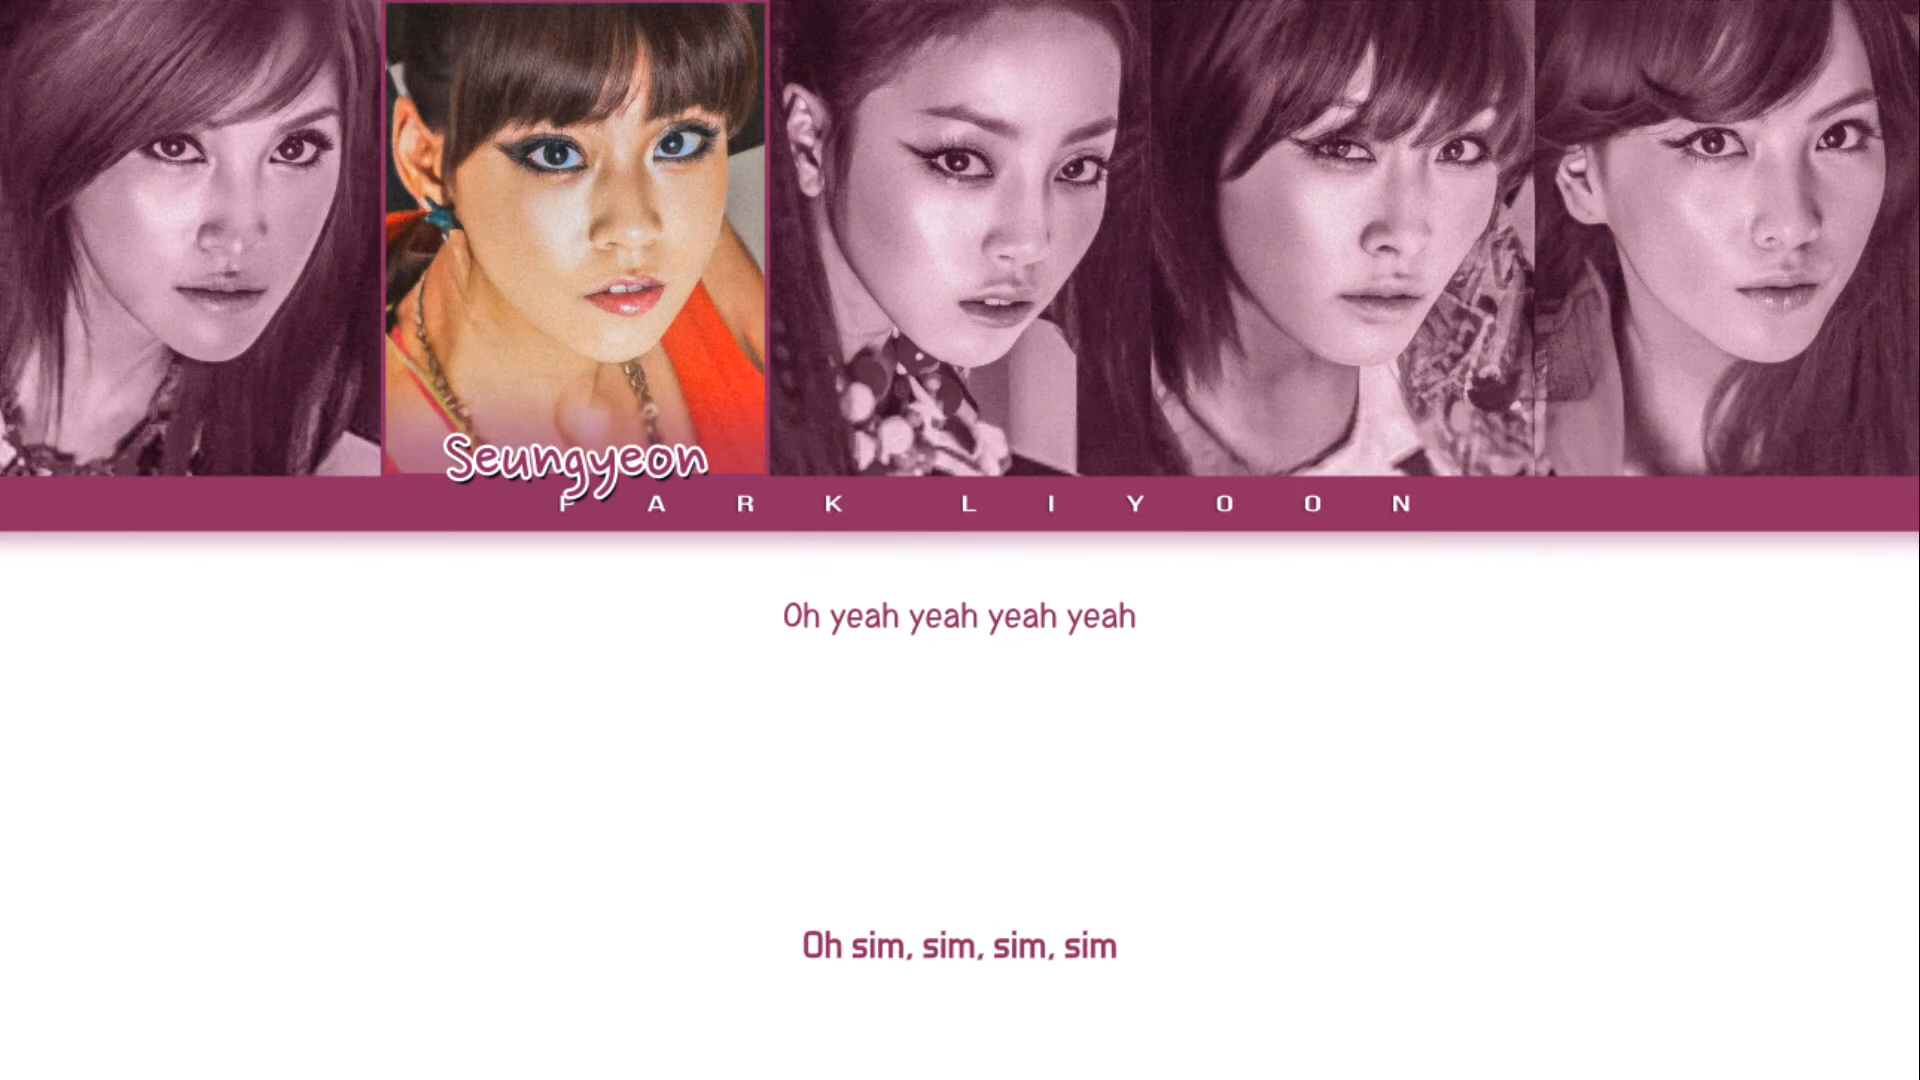 Seungyeon
PARK LIYOON
Oh yeah yeah yeah yeah
Oh sim, sim, sim, sim